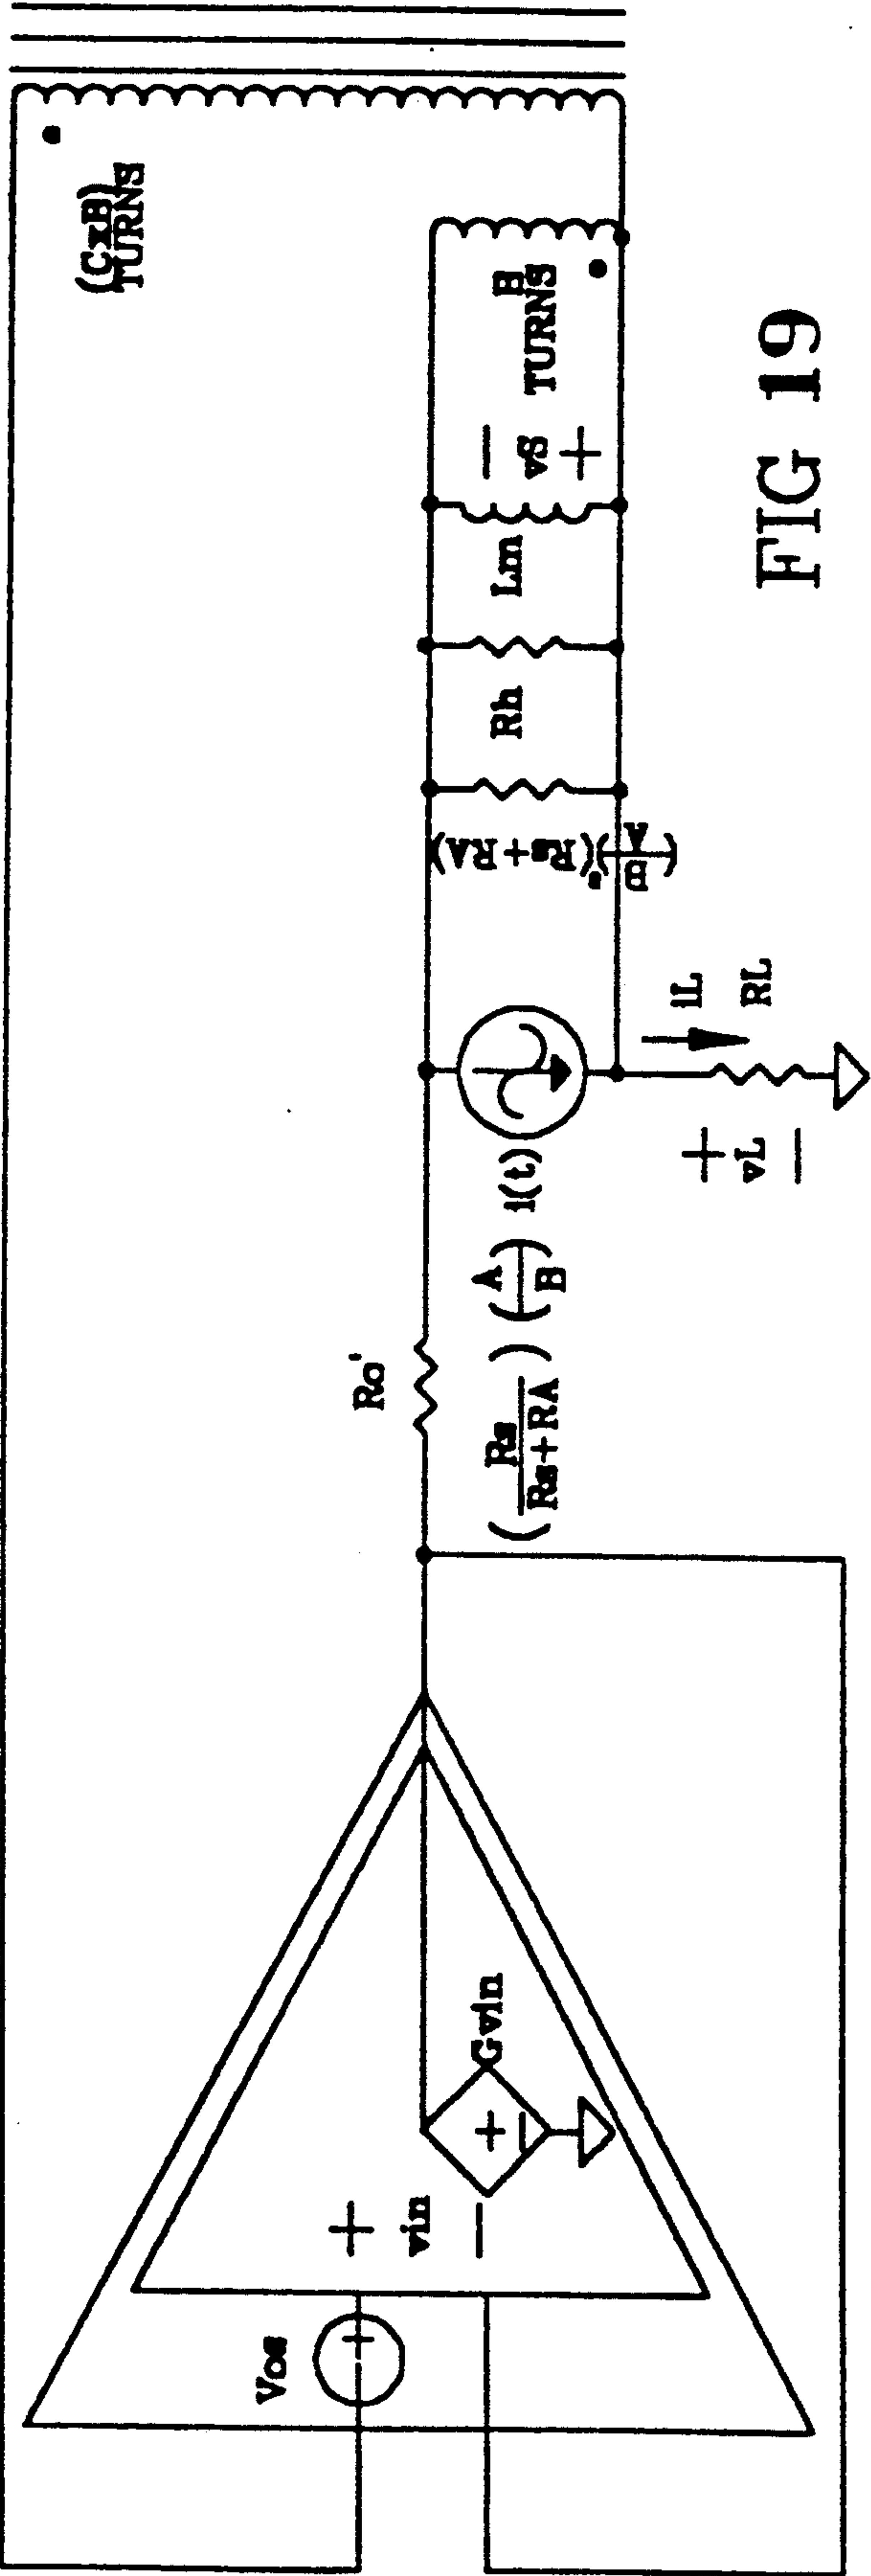 (CxB)
TURNS
Vos
+
vin
−
+
−
Gvin
Ro'
(Rs
Rs+RA)
(A
B)
i(t)
(B
A)²(Rs+RA)
Rh
Lm
−
vS
+
B
TURNS
+
vL
−
iL
RL
FIG 19